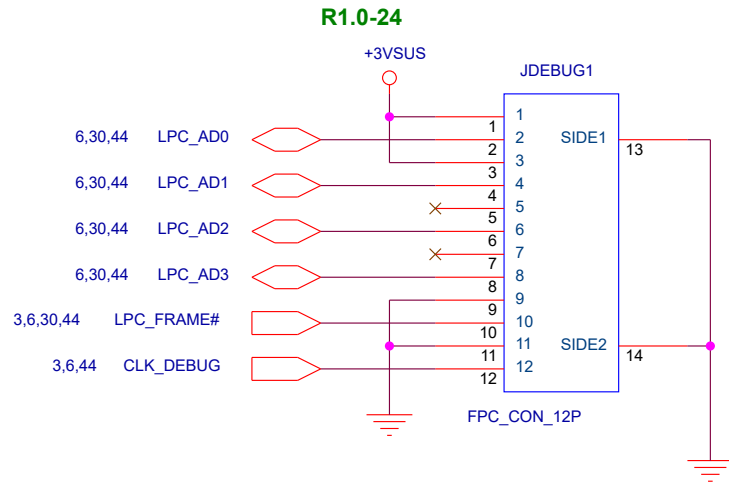 R1.0-24
+3VSUS
JDEBUG1
1
1
6,30,44 LPC_AD0 2 SIDE1
2 13
3
3
6,30,44 LPC_AD1 4
4
5
5
6,30,44 LPC_AD2 6
6
7
7
6,30,44 LPC_AD3 8
8
9
9
3,6,30,44 LPC_FRAME# 10
10
11 SIDE2
11 14
3,6,44 CLK_DEBUG 12
12
FPC_CON_12P